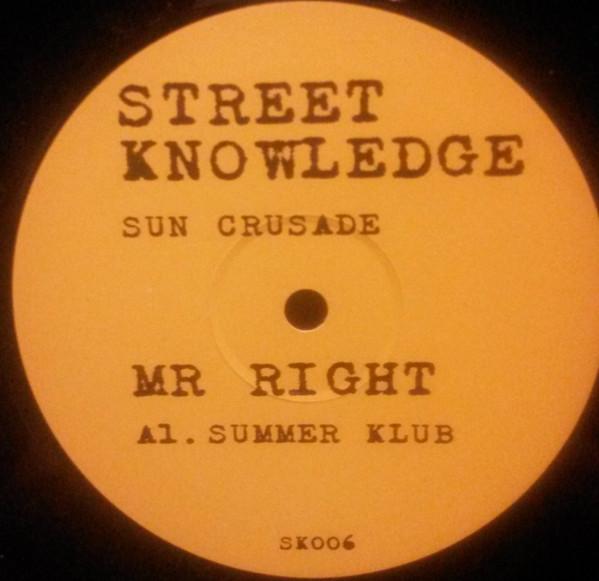 STREET
KNOWLEDGE
SUN CRUSADE
MR RIGHT
A1. SUMMER KLUB
SK006